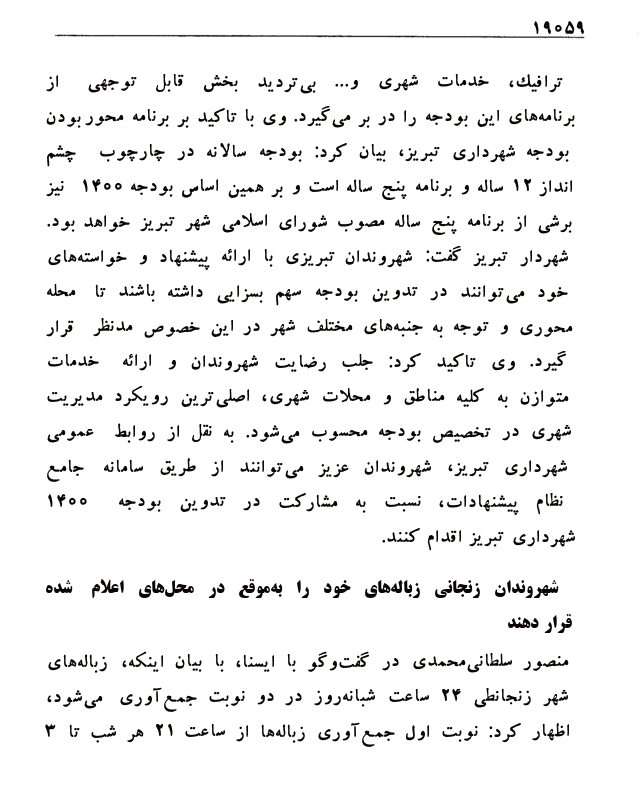 ۱۹۰۵۹
ترافیك، خدمات شهری و... بی‌تردید بخش قابل توجهی از
برنامه‌های این بودجه را در بر می‌گیرد. وی با تاکید بر برنامه محور بودن
بودجه شهرداری تبریز، بیان کرد: بودجه سالانه در چارچوب چشم
انداز ۱۲ ساله و برنامه پنج ساله است و بر همین اساس بودجه ۱۴۰۰ نیز
برشی از برنامه پنج ساله مصوب شورای اسلامی شهر تبریز خواهد بود.
شهردار تبریز گفت: شهروندان تبریزی با ارائه پیشنهاد و خواسته‌های
خود می‌توانند در تدوین بودجه سهم بسزایی داشته باشند تا محله
محوری و توجه به جنبه‌های مختلف شهر در این خصوص مدنظر قرار
گیرد. وی تاکید کرد: جلب رضایت شهروندان و ارائه خدمات
متوازن به کلیه مناطق و محلات شهری، اصلی‌ترین رویکرد مدیریت
شهری در تخصیص بودجه محسوب می‌شود. به نقل از روابط عمومی
شهرداری تبریز، شهروندان عزیز می‌توانند از طریق سامانه جامع
نظام پیشنهادات، نسبت به مشارکت در تدوین بودجه ۱۴۰۰
شهرداری تبریز اقدام کنند.
شهروندان زنجانی زباله‌های خود را به‌موقع در محل‌های اعلام شده
قرار دهند
منصور سلطانی‌محمدی در گفت‌وگو با ایسنا، با بیان اینکه، زباله‌های
شهر زنجانطی ۲۴ ساعت شبانه‌روز در دو نوبت جمع‌آوری می‌شود،
اظهار کرد: نوبت اول جمع‌آوری زباله‌ها از ساعت ۲۱ هر شب تا ۳